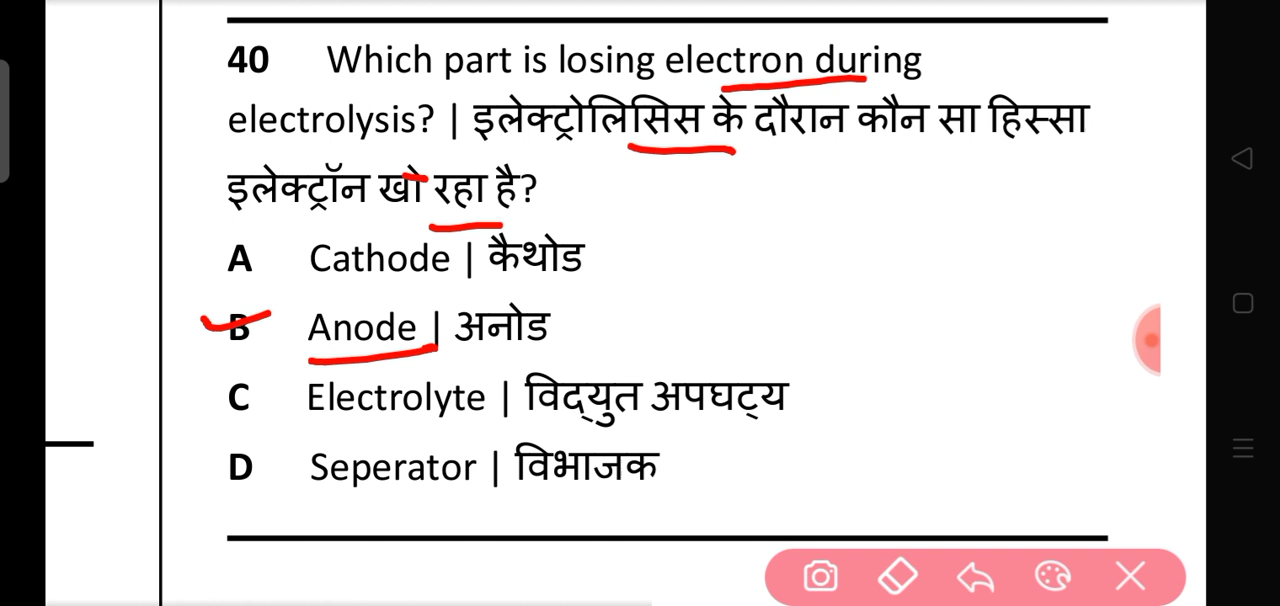 40 Which part is losing electron during
electrolysis? | इलेक्ट्रोलिसिस के दौरान कौन सा हिस्सा
इलेक्ट्रॉन खो रहा है?
A Cathode | कैथोड
B Anode | अनोड
C Electrolyte | विद्युत अपघट्य
D Seperator | विभाजक